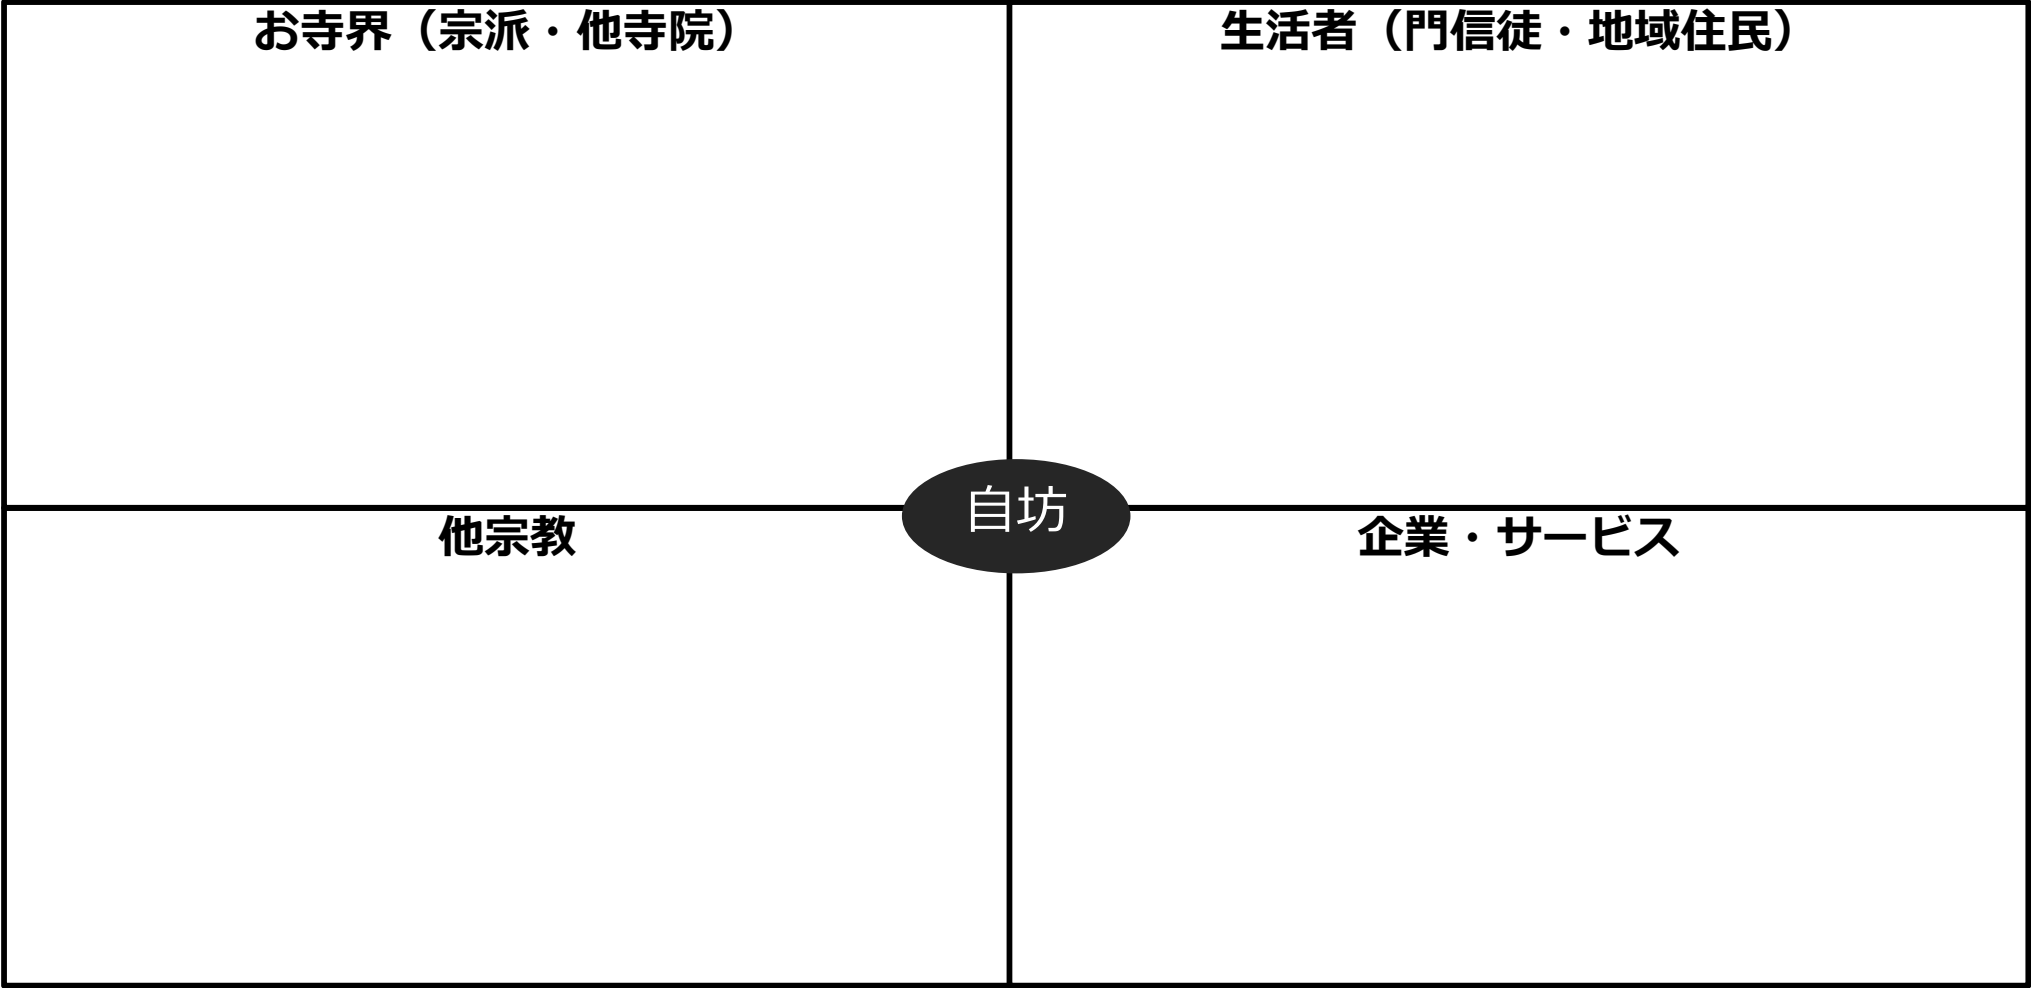 お寺界（宗派・他寺院）
生活者（門信徒・地域住民）
自坊
他宗教
企業・サービス